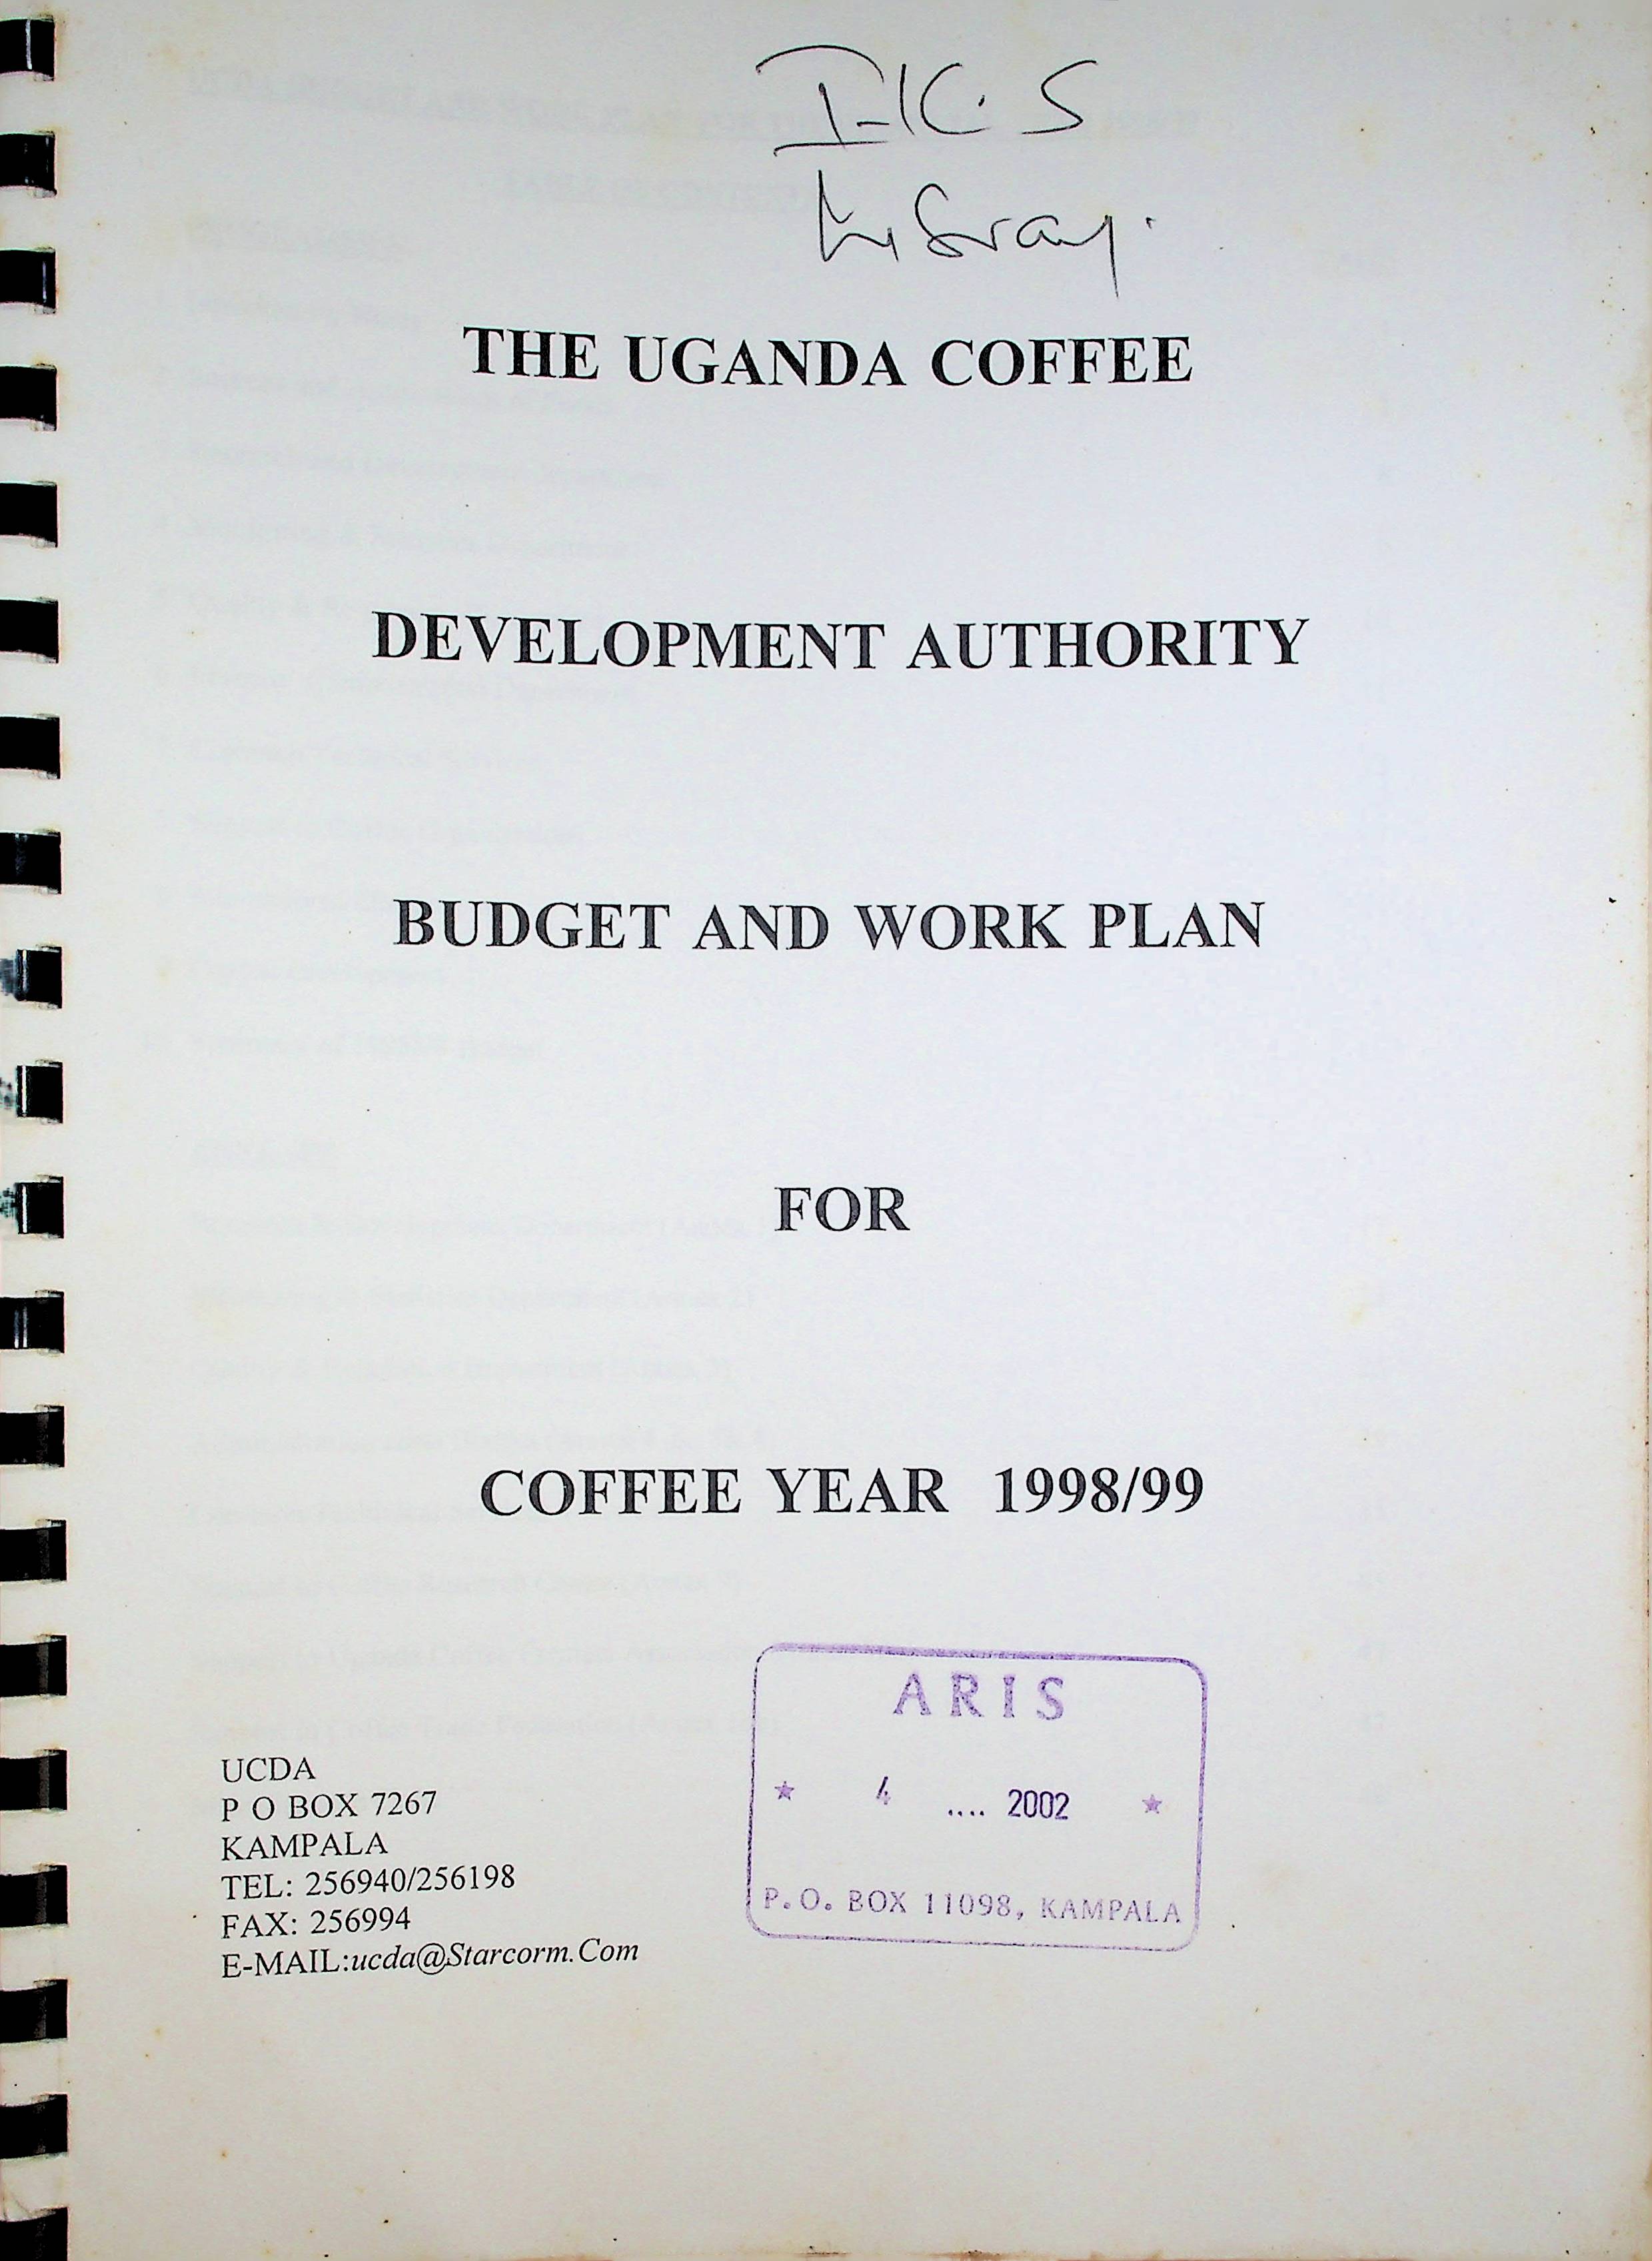 I-K.S
Library.
THE UGANDA COFFEE
DEVELOPMENT AUTHORITY
BUDGET AND WORK PLAN
FOR
COFFEE YEAR 1998/99
ARIS
★ 4 .... 2002 ★
P.O. BOX 11098, KAMPALA
UCDA
P O BOX 7267
KAMPALA
TEL: 256940/256198
FAX: 256994
E-MAIL:ucda@Starcorm.Com